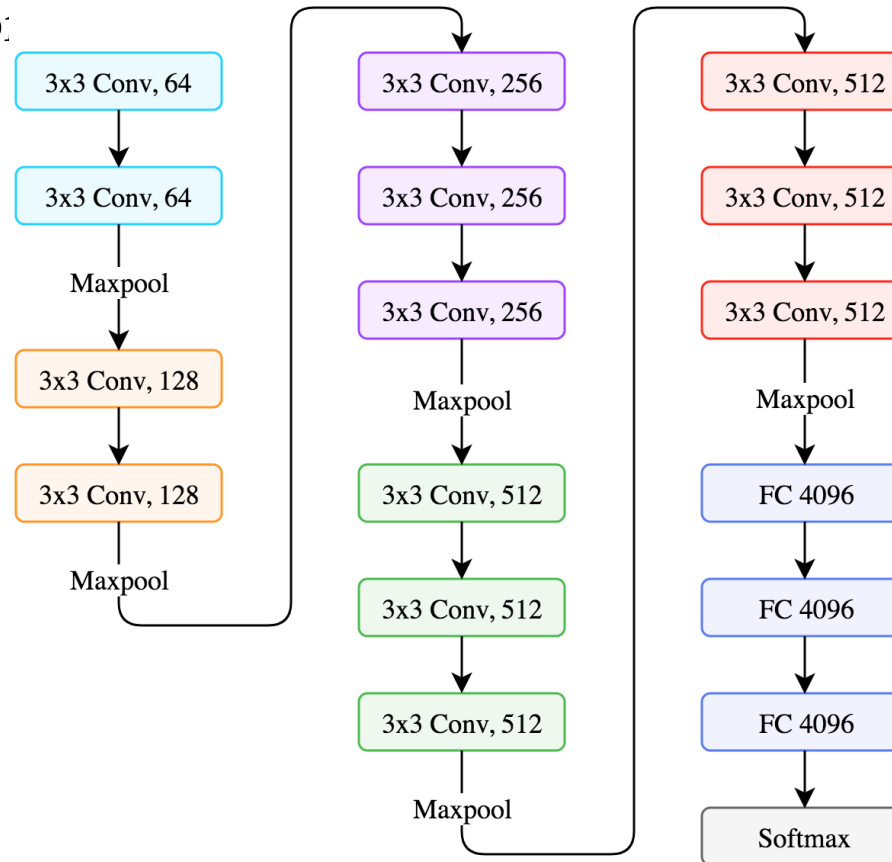 3x3 Conv, 64
3x3 Conv, 64
Maxpool
3x3 Conv, 128
3x3 Conv, 128
Maxpool
3x3 Conv, 256
3x3 Conv, 256
3x3 Conv, 256
Maxpool
3x3 Conv, 512
3x3 Conv, 512
3x3 Conv, 512
Maxpool
3x3 Conv, 512
3x3 Conv, 512
3x3 Conv, 512
Maxpool
FC 4096
FC 4096
FC 4096
Softmax